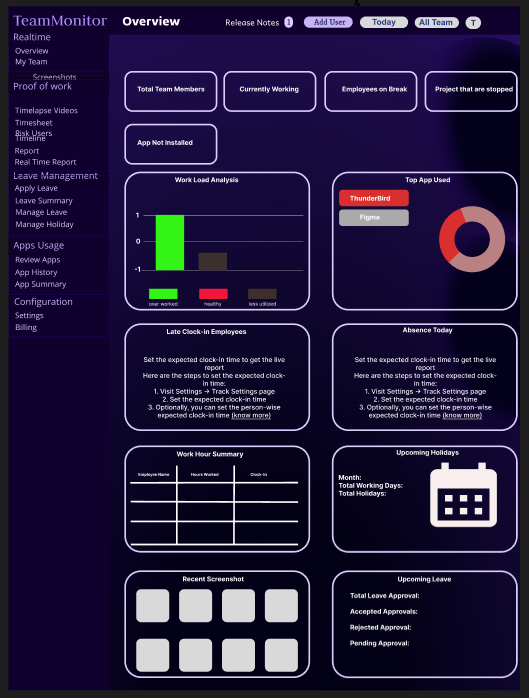 TeamMonitor
Overview
Release Notes 1
Add User
Today
All Team
T
Realtime
Overview
My Team
Screenshots
Proof of work
Timelapse Videos
Timesheet
Risk Users
Timeline
Report
Real Time Report
Leave Management
Apply Leave
Leave Summary
Manage Leave
Manage Holiday
Apps Usage
Review Apps
App History
App Summary
Configuration
Settings
Billing
Total Team Members
Currently Working
Employees on Break
Project that are stopped
App Not Installed
Work Load Analysis
1
0
-1
over worked
healthy
less utilized
Top App Used
ThunderBird
Figma
Late Clock-in Employees
Set the expected clock-in time to get the live
report
Here are the steps to set the expected clock-
in time:
1. Visit Settings → Track Settings page
2. Set the expected clock-in time
3. Optionally, you can set the person-wise
expected clock-in time (know more)
Absence Today
Set the expected clock-in time to get the live
report
Here are the steps to set the expected clock-
in time:
1. Visit Settings → Track Settings page
2. Set the expected clock-in time
3. Optionally, you can set the person-wise
expected clock-in time (know more)
Work Hour Summary
Employee Name
Hours Worked
Clock-In
Upcoming Holidays
Month:
Total Working Days:
Total Holidays:
Recent Screenshot
Upcoming Leave
Total Leave Approval:
Accepted Approvals:
Rejected Approval:
Pending Approval: